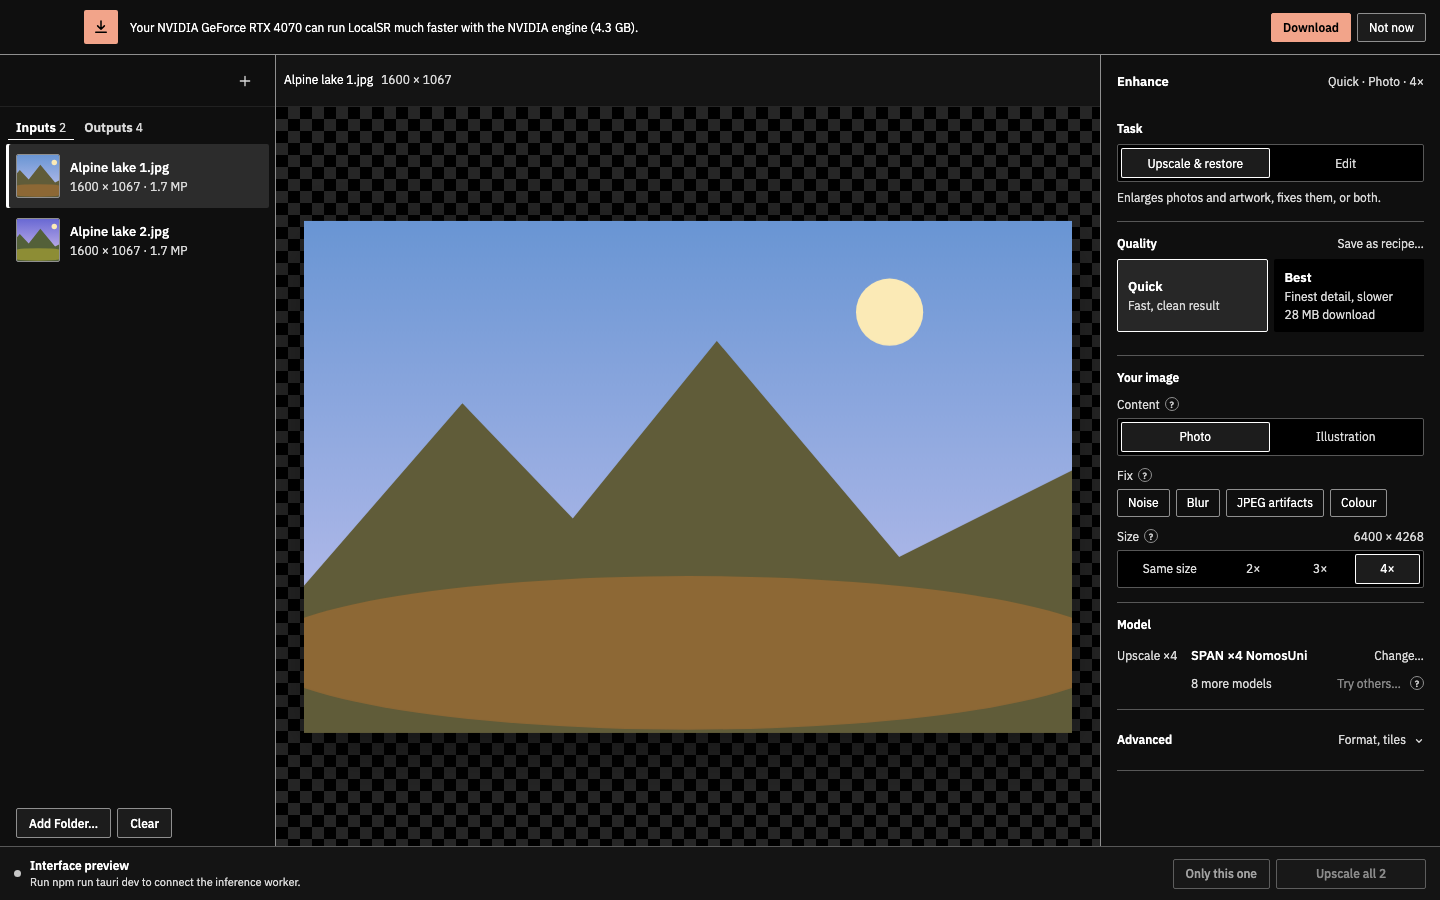 Your NVIDIA GeForce RTX 4070 can run LocalSR much faster with the NVIDIA engine (4.3 GB).
Download
Not now
Alpine lake 1.jpg 1600 × 1067
Inputs 2
Outputs 4
Alpine lake 1.jpg
1600 × 1067 · 1.7 MP
Alpine lake 2.jpg
1600 × 1067 · 1.7 MP
Add Folder...
Clear
Enhance
Quick · Photo · 4×
Task
Upscale & restore
Edit
Enlarges photos and artwork, fixes them, or both.
Quality
Save as recipe...
Quick
Fast, clean result
Best
Finest detail, slower
28 MB download
Your image
Content ?
Photo
Illustration
Fix ?
Noise
Blur
JPEG artifacts
Colour
Size ?
6400 × 4268
Same size
2×
3×
4×
Model
Upscale ×4
SPAN ×4 NomosUni
Change...
8 more models
Try others... ?
Advanced
Format, tiles
Interface preview
Run npm run tauri dev to connect the inference worker.
Only this one
Upscale all 2